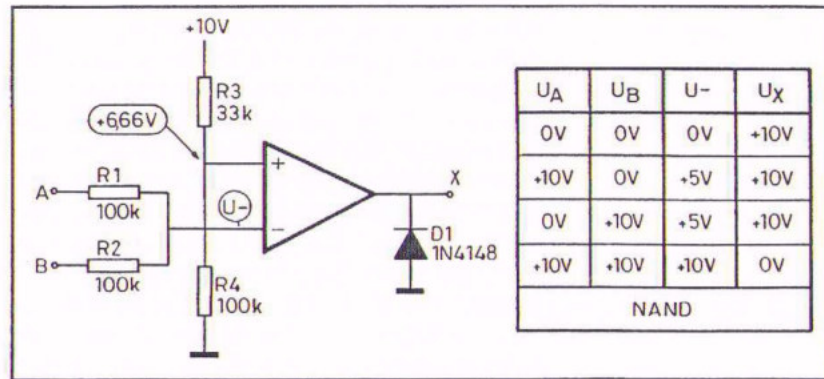 +10V
R3
33k
+6,66V
+
A
R1
100k
U-
-
X
B
R2
100k
D1
1N4148
R4
100k
UA UB U- UX
0V 0V 0V +10V
+10V 0V +5V +10V
0V +10V +5V +10V
+10V +10V +10V 0V
NAND